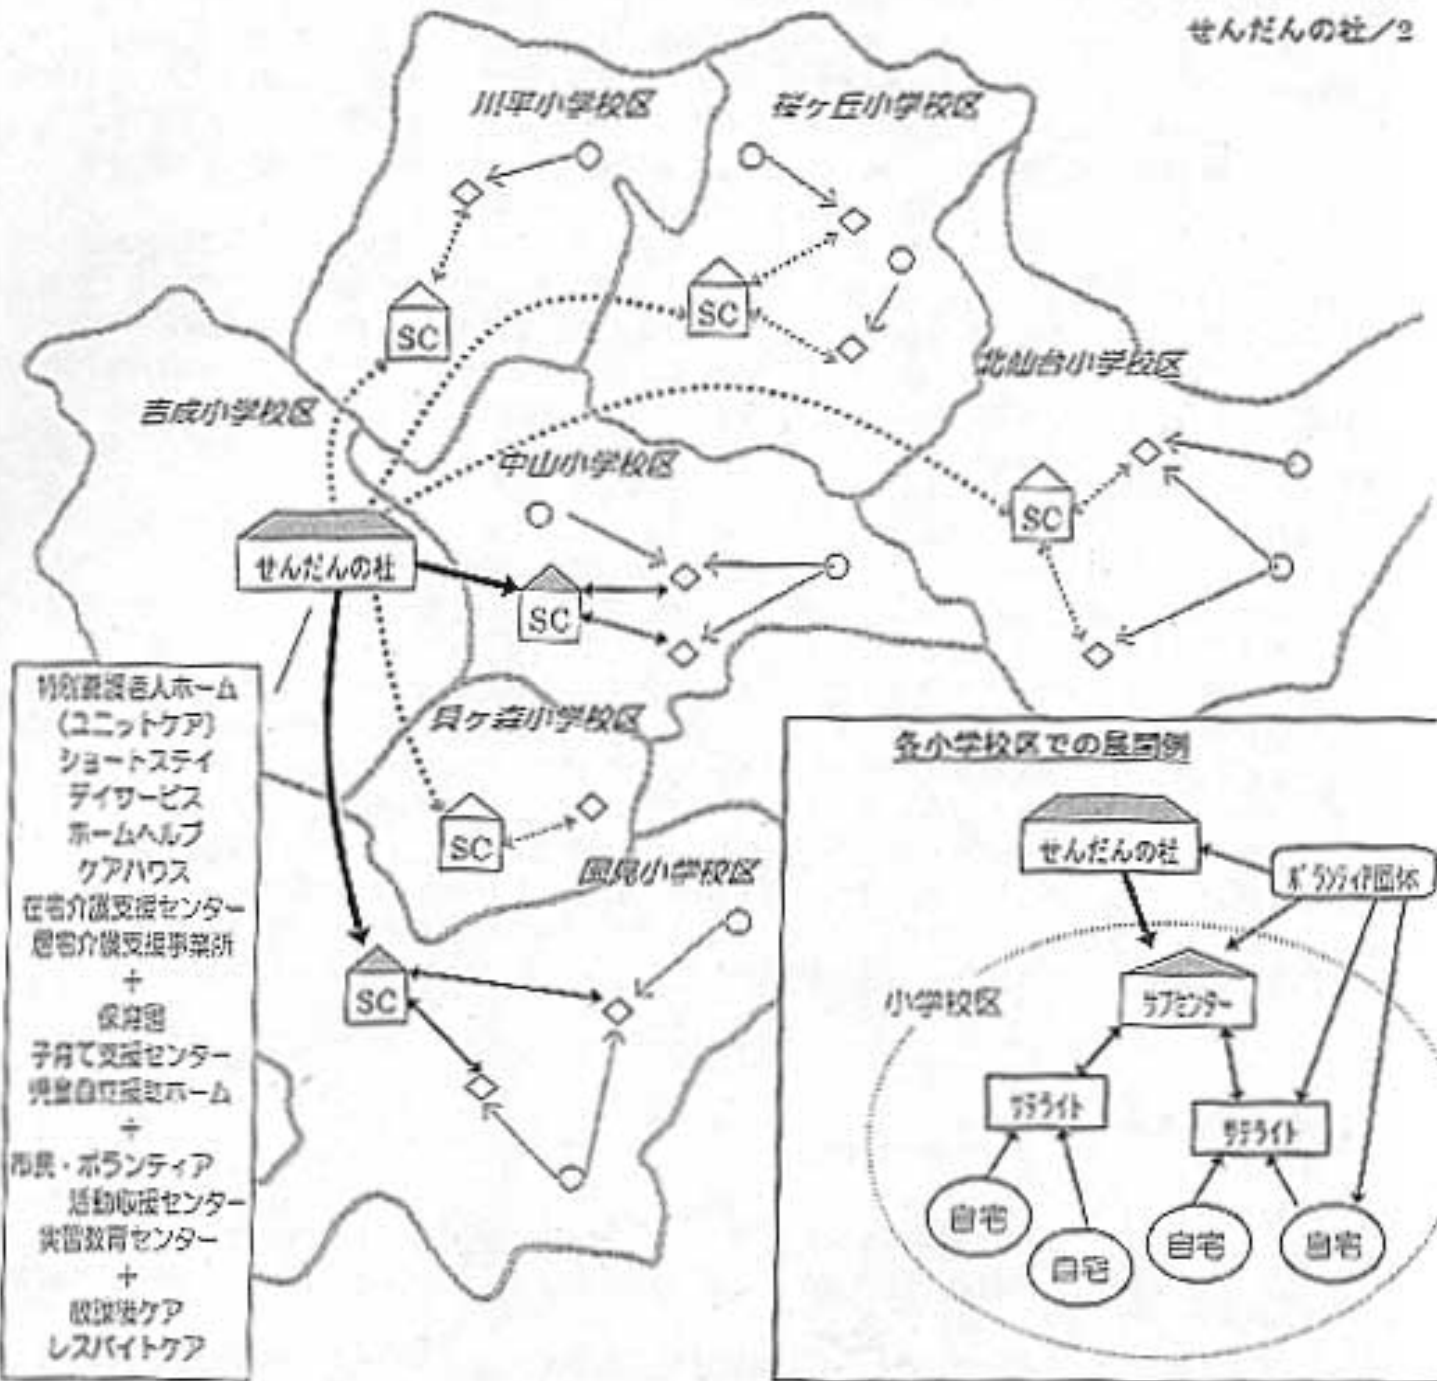 せんだんの杜/2
川平小学校区
桜ヶ丘小学校区
SC
SC
北仙台小学校区
吉成小学校区
中山小学校区
SC
せんだんの杜
SC
特別養護老人ホーム
(ユニットケア)
ショートステイ
デイサービス
ホームヘルプ
ケアハウス
在宅介護支援センター
居宅介護支援事業所
+
保育園
子育て支援センター
児童自立援助ホーム
+
市民・ボランティア
活動応援センター
実習教育センター
+
放課後ケア
レスパイトケア
貝ヶ森小学校区
SC
国見小学校区
SC
各小学校区での展開例
せんだんの杜
ボランティア団体
小学校区
サブセンター
サテライト
サテライト
自宅
自宅
自宅
自宅